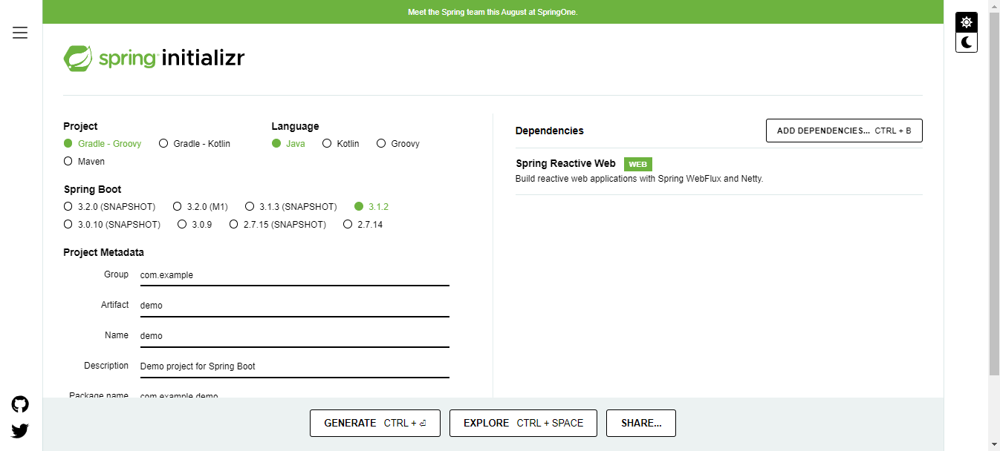 Meet the Spring team this August at SpringOne.
spring initializr
Project
Gradle - Groovy
Gradle - Kotlin
Maven
Language
Java
Kotlin
Groovy
Spring Boot
3.2.0 (SNAPSHOT)
3.2.0 (M1)
3.1.3 (SNAPSHOT)
3.1.2
3.0.10 (SNAPSHOT)
3.0.9
2.7.15 (SNAPSHOT)
2.7.14
Project Metadata
Group com.example
Artifact demo
Name demo
Description Demo project for Spring Boot
Package name com.example.demo
Dependencies
ADD DEPENDENCIES... CTRL + B
Spring Reactive Web WEB
Build reactive web applications with Spring WebFlux and Netty.
GENERATE CTRL + ⏎
EXPLORE CTRL + SPACE
SHARE...